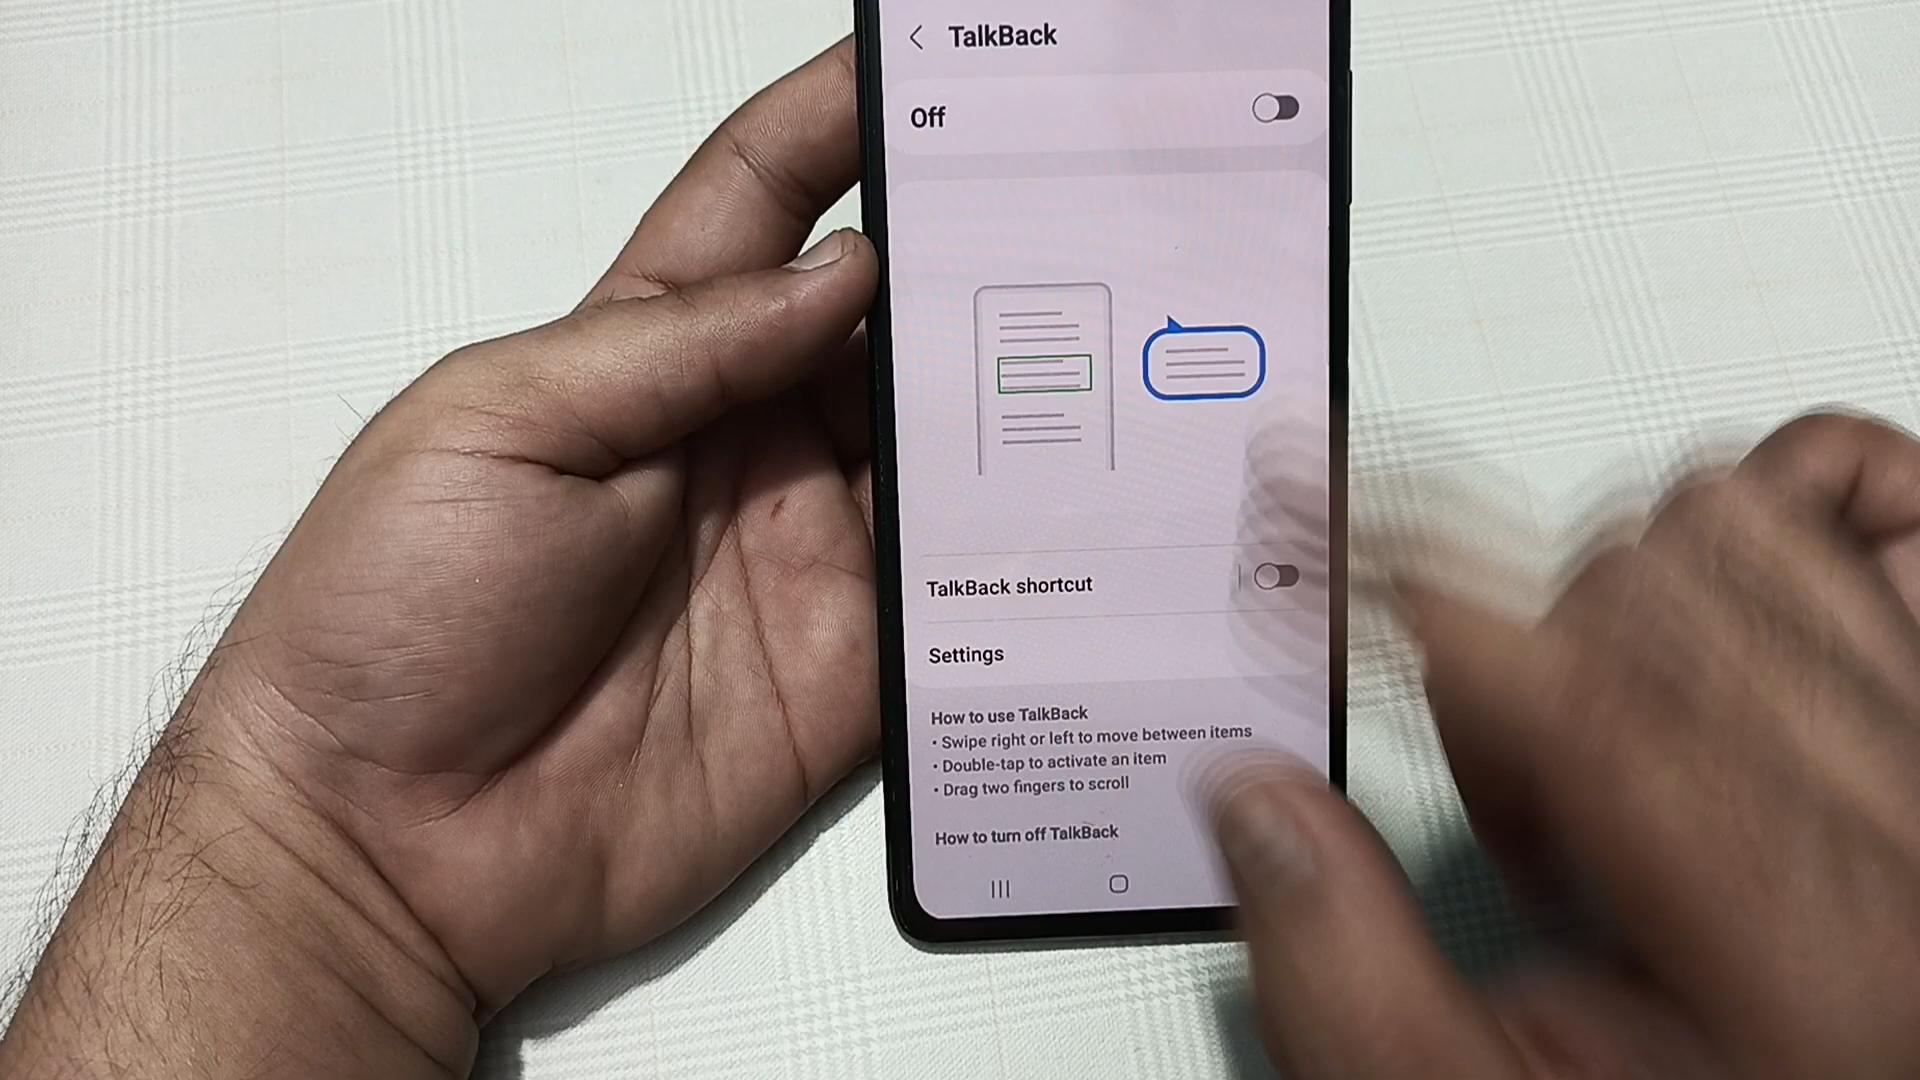 TalkBack
Off
TalkBack shortcut
Settings
How to use TalkBack
• Swipe right or left to move between items
• Double-tap to activate an item
• Drag two fingers to scroll
How to turn off TalkBack